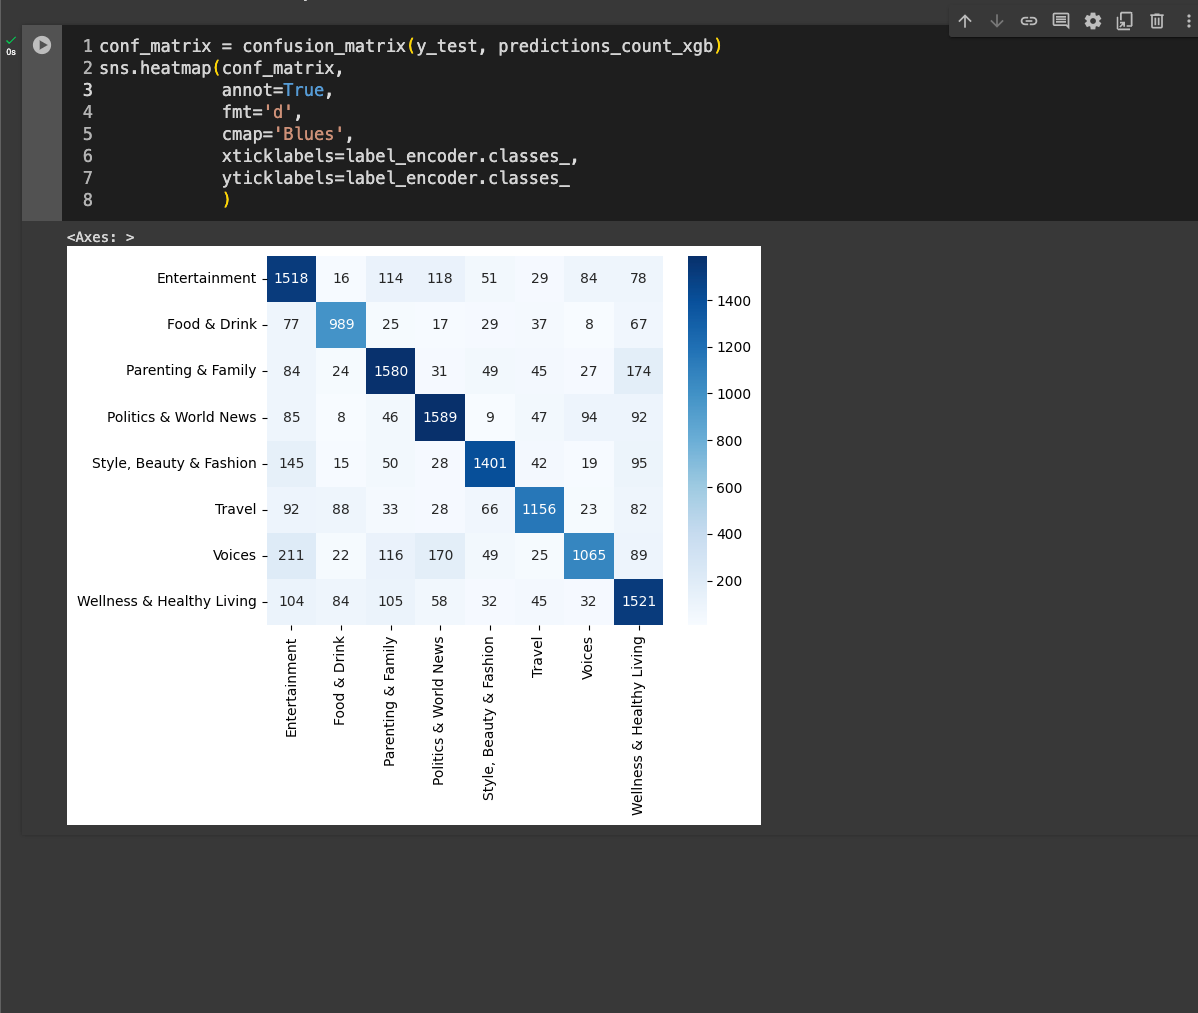 1 conf_matrix = confusion_matrix(y_test, predictions_count_xgb)
2 sns.heatmap(conf_matrix,
3 annot=True,
4 fmt='d',
5 cmap='Blues',
6 xticklabels=label_encoder.classes_,
7 yticklabels=label_encoder.classes_
8 )
0s
<Axes: >
Entertainment 1518 16 114 118 51 29 84 78
Food & Drink 77 989 25 17 29 37 8 67
Parenting & Family 84 24 1580 31 49 45 27 174
Politics & World News 85 8 46 1589 9 47 94 92
Style, Beauty & Fashion 145 15 50 28 1401 42 19 95
Travel 92 88 33 28 66 1156 23 82
Voices 211 22 116 170 49 25 1065 89
Wellness & Healthy Living 104 84 105 58 32 45 32 1521
1400
1200
1000
800
600
400
200
Entertainment
Food & Drink
Parenting & Family
Politics & World News
Style, Beauty & Fashion
Travel
Voices
Wellness & Healthy Living